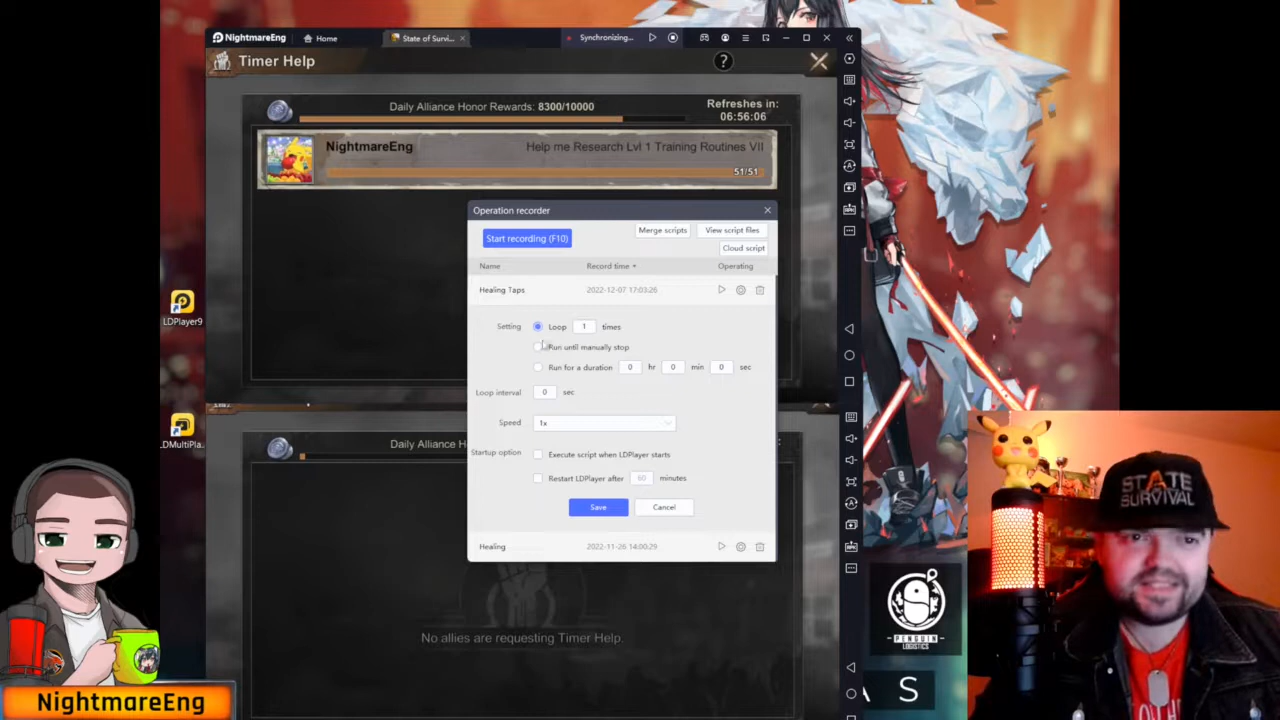 NightmareEng
Home
State of Survi...
Synchronizing...
Timer Help
?
Daily Alliance Honor Rewards: 8300/10000
Refreshes in:
06:56:06
NightmareEng
Help me Research Lvl 1 Training Routines VII
51/51
Operation recorder
Start recording (F10)
Merge scripts
View script files
Cloud script
Name
Record time
Operating
Healing Taps
2022-12-07 17:03:26
Setting
Loop 1 times
Run until manually stop
Run for a duration 0 hr 0 min 0 sec
Loop interval 0 sec
Speed 1x
Startup option
Execute script when LDPlayer starts
Restart LDPlayer after 60 minutes
Save
Cancel
Healing
2022-11-26 14:00:29
LDPlayer9
LDMultiPla...
Daily Alliance H
No allies are requesting Timer Help.
STATE
SURVIVAL
PENGUIN
LOGISTICS
A S
NightmareEng